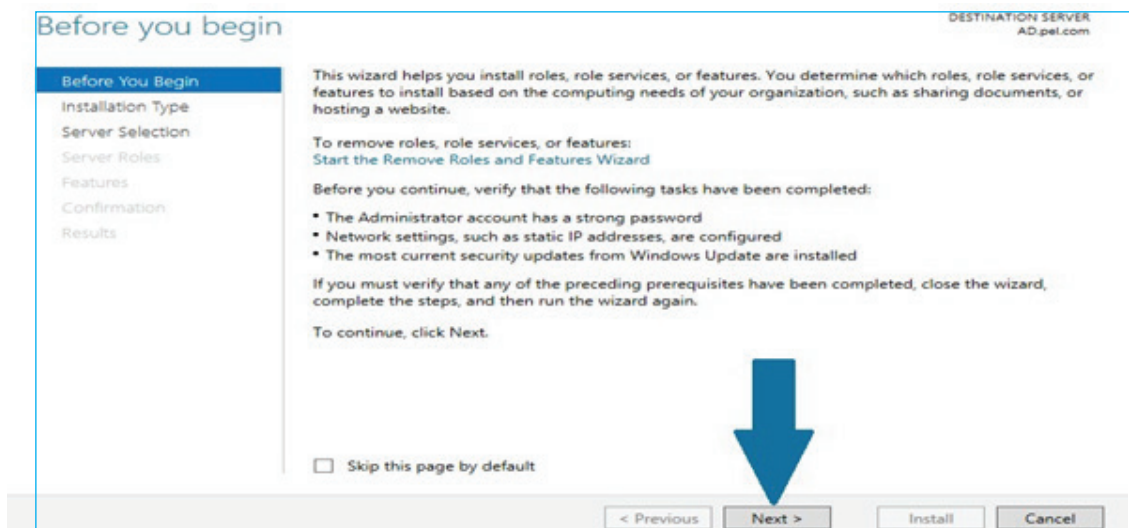 Before you begin
DESTINATION SERVER
AD.pel.com
Before You Begin
Installation Type
Server Selection
Server Roles
Features
Confirmation
Results
This wizard helps you install roles, role services, or features. You determine which roles, role services, or
features to install based on the computing needs of your organization, such as sharing documents, or
hosting a website.
To remove roles, role services, or features:
Start the Remove Roles and Features Wizard
Before you continue, verify that the following tasks have been completed:
• The Administrator account has a strong password
• Network settings, such as static IP addresses, are configured
• The most current security updates from Windows Update are installed
If you must verify that any of the preceding prerequisites have been completed, close the wizard,
complete the steps, and then run the wizard again.
To continue, click Next.
Skip this page by default
< Previous
Next >
Install
Cancel